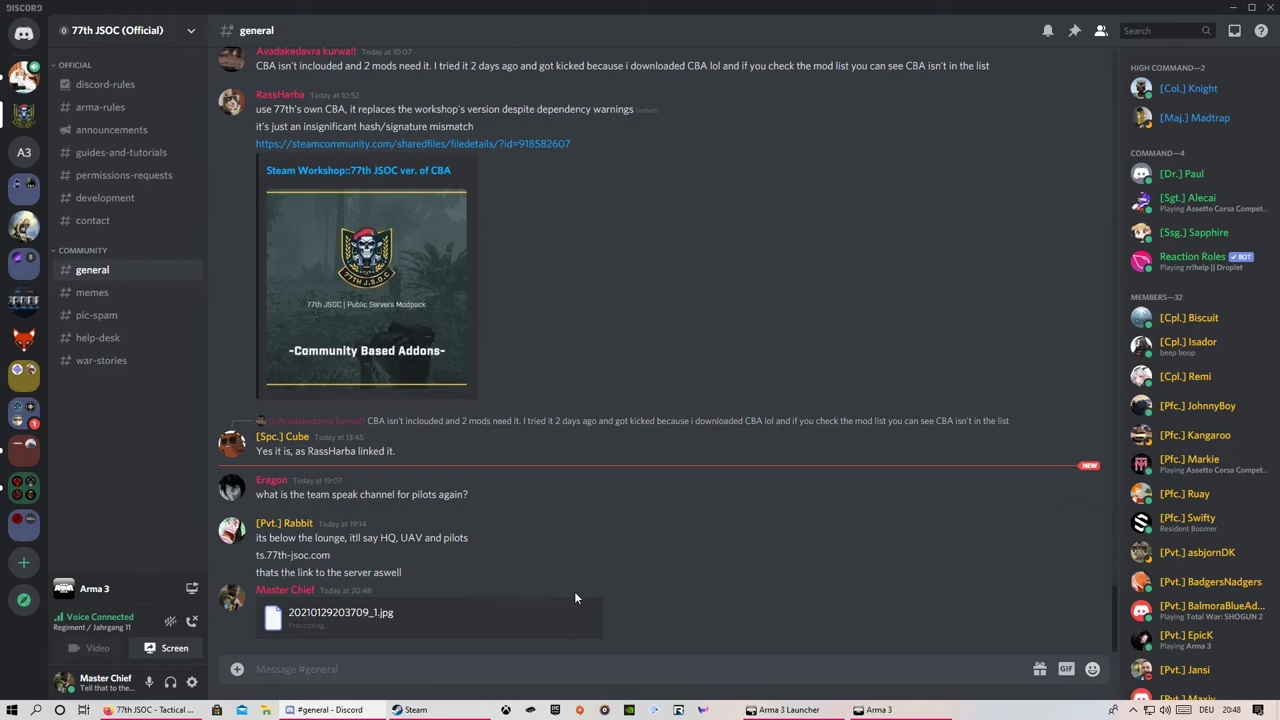 DISCORD
77th JSOC (Official)
general
Search
OFFICIAL
discord-rules
arma-rules
announcements
guides-and-tutorials
permissions-requests
development
contact
COMMUNITY
general
memes
pic-spam
help-desk
war-stories
A3
1
Arma 3
Voice Connected
Regiment / Jahrgang 11
Video
Screen
Master Chief
Tell that to the...
Avadakedavra kurwa!! Today at 10:07
CBA isn't inclouded and 2 mods need it. I tried it 2 days ago and got kicked because i downloaded CBA lol and if you check the mod list you can see CBA isn't in the list
RassHarba Today at 10:52
use 77th's own CBA, it replaces the workshop's version despite dependency warnings (edited)
it's just an insignificant hash/signature mismatch
https://steamcommunity.com/sharedfiles/filedetails/?id=918582607
Steam Workshop::77th JSOC ver. of CBA
77TH J.S.O.C
77th JSOC | Public Servers Modpack
-Community Based Addons-
@Avadakedavra kurwa!! CBA isn't inclouded and 2 mods need it. I tried it 2 days ago and got kicked because i downloaded CBA lol and if you check the mod list you can see CBA isn't in the list
[Spc.] Cube Today at 13:45
Yes it is, as RassHarba linked it.
NEW
Eragon Today at 19:07
what is the team speak channel for pilots again?
[Pvt.] Rabbit Today at 19:14
its below the lounge, itll say HQ, UAV and pilots
ts.77th-jsoc.com
thats the link to the server aswell
Master Chief Today at 20:48
20210129203709_1.jpg
Processing...
Message #general
GIF
HIGH COMMAND—2
[Col.] Knight
[Maj.] Madtrap
COMMAND—4
[Dr.] Paul
[Sgt.] Alecai
Playing Assetto Corsa Compet...
[Ssg.] Sapphire
Reaction Roles BOT
Playing rr!help || Droplet
MEMBERS—32
[Cpl.] Biscuit
[Cpl.] Isador
beep boop
[Cpl.] Remi
[Pfc.] JohnnyBoy
[Pfc.] Kangaroo
[Pfc.] Markie
Playing Assetto Corsa Compet...
[Pfc.] Ruay
[Pfc.] Swifty
Resident Boomer
[Pvt.] asbjornDK
[Pvt.] BadgersNadgers
[Pvt.] BalmoraBlueAd...
Playing Total War: SHOGUN 2
[Pvt.] EpicK
Playing Arma 3
[Pvt.] Jansi
[Pvt.] Maxiv
77th JSOC - Tactical ...
#general - Discord
Steam
Arma 3 Launcher
Arma 3
DEU
20:48